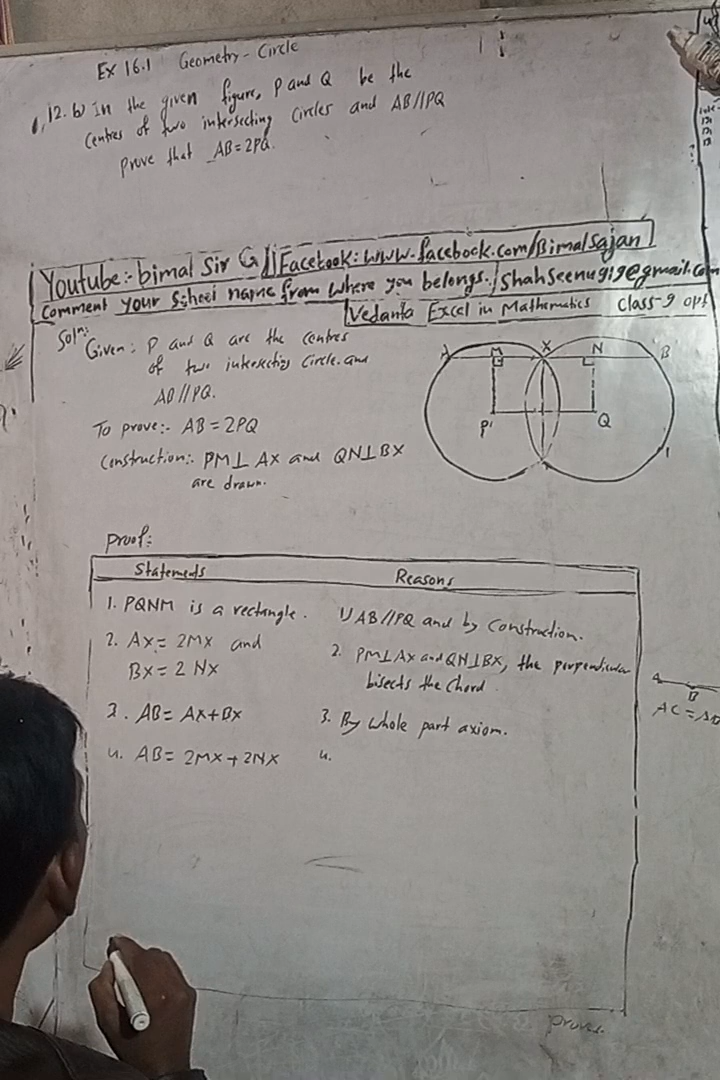 Ex 16.1 Geometry - Circle
12. b) In the given figure, P and Q be the
centres of two intersecting circles and AB//PQ
prove that AB=2PQ.
Youtube:- bimal Sir G || Facebook: www.facebook.com/Bimalsajan
Comment your School name from where you belongs. / Shahseenu919@gmail.com
Vedanta Excel in Mathematics class-9 opt
Soln:
Given: P and Q are the centres
of two intersecting circle. and
AB//PQ.
To prove:- AB = 2PQ
Construction:- PM⊥ AX and QN⊥BX
are drawn.
A M X N B
P Q
Proof:
Statements Reasons
1. PQNM is a rectangle. 1) AB//PQ and by Construction.
2. AX = 2MX and
BX = 2 NX
2. PM⊥AX and QN⊥BX, the perpendicular
bisects the Chord.
3. AB = AX+BX 3. By whole part axiom.
4. AB = 2MX + 2NX 4.
A B
AC = AB
prove.